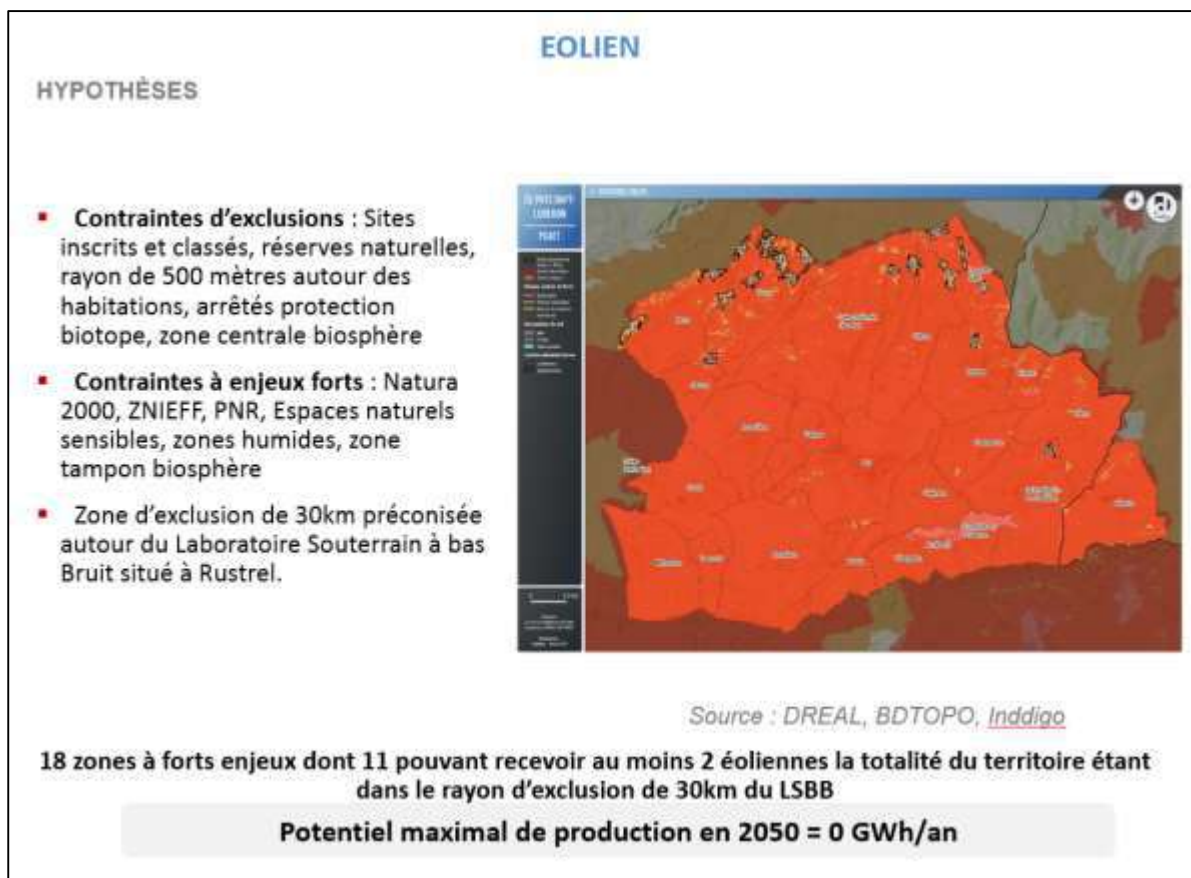 EOLIEN
HYPOTHÈSES
▪ Contraintes d'exclusions : Sites
inscrits et classés, réserves naturelles,
rayon de 500 mètres autour des
habitations, arrêtés protection
biotope, zone centrale biosphère
▪ Contraintes à enjeux forts : Natura
2000, ZNIEFF, PNR, Espaces naturels
sensibles, zones humides, zone
tampon biosphère
▪ Zone d'exclusion de 30km préconisée
autour du Laboratoire Souterrain à bas
Bruit situé à Rustrel.
Source : DREAL, BDTOPO, Inddigo
18 zones à forts enjeux dont 11 pouvant recevoir au moins 2 éoliennes la totalité du territoire étant
dans le rayon d'exclusion de 30km du LSBB
Potentiel maximal de production en 2050 = 0 GWh/an